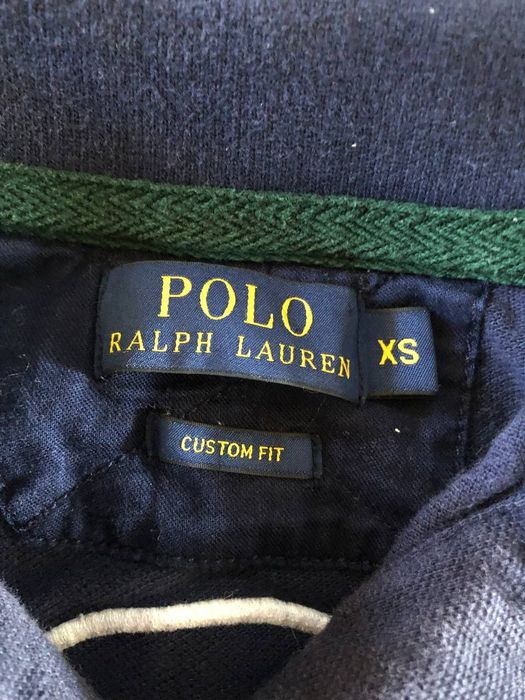 POLO
RALPH LAUREN
XS
CUSTOM FIT